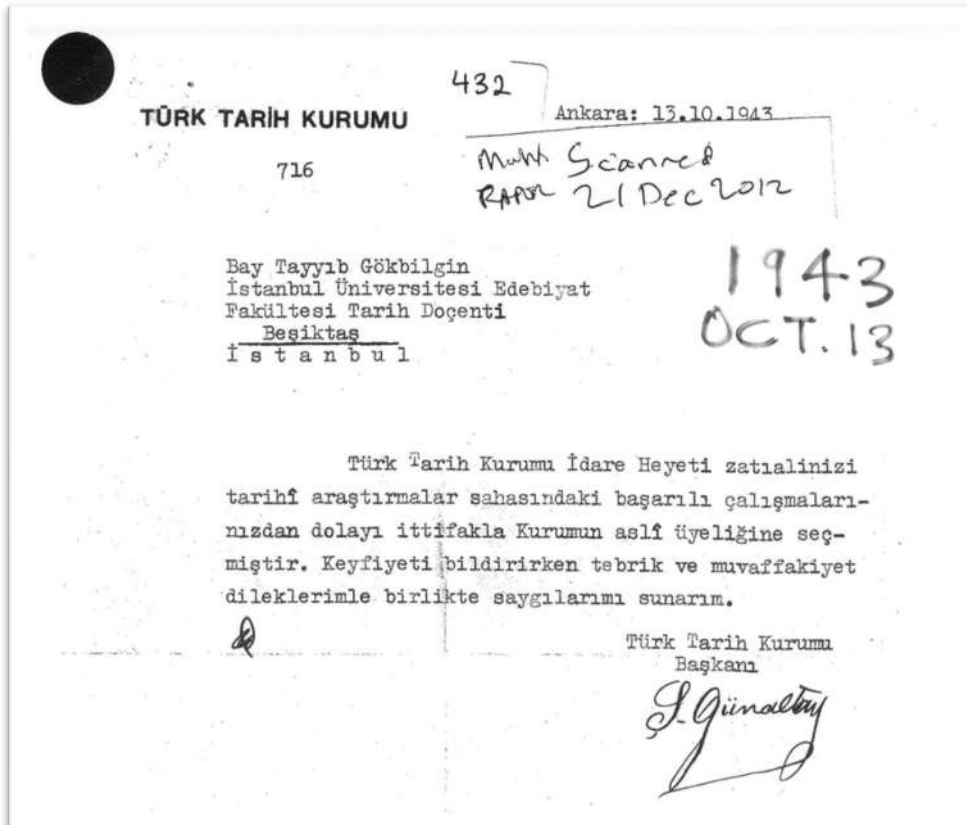 432
TÜRK TARİH KURUMU
Ankara: 13.10.1943
716
Scanned
21 Dec 2012
Bay Tayyıb Gökbilgin
İstanbul Üniversitesi Edebiyat
Fakültesi Tarih Doçenti
Beşiktaş
İ s t a n b u l
1943
OCT. 13
Türk Tarih Kurumu İdare Heyeti zatıalinizi
tarihî araştırmalar sahasındaki başarılı çalışmaları-
nızdan dolayı ittifakla Kurumun aslî üyeliğine seç-
miştir. Keyfiyeti bildirirken tebrik ve muvaffakiyet
dileklerimle birlikte saygılarımı sunarım.
Türk Tarih Kurumu
Başkanı
Ş. Günaltay